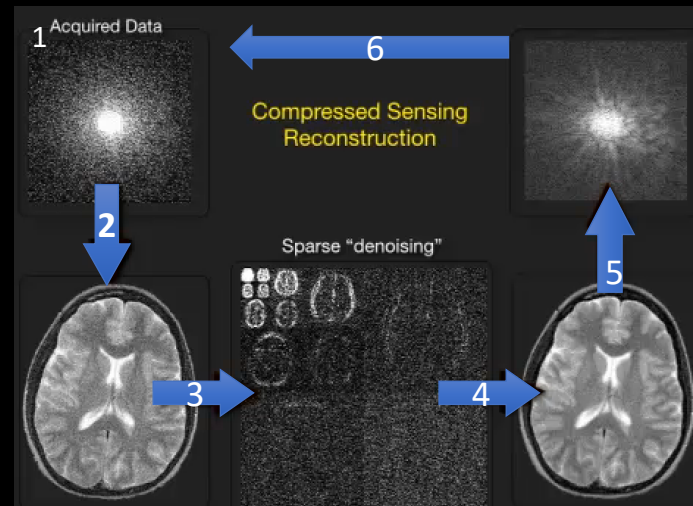 1 Acquired Data
6
Compressed Sensing
Reconstruction
2
Sparse “denoising”
5
3
4